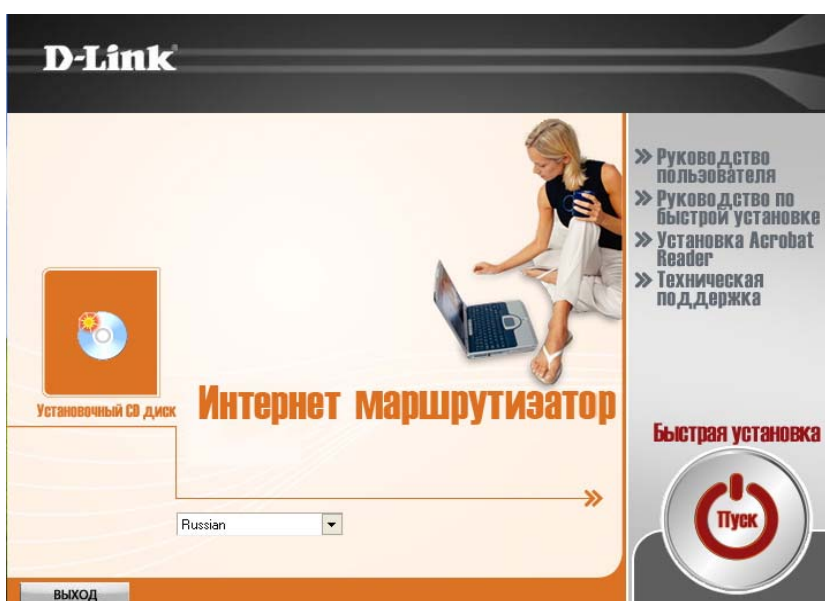 D-Link
Руководство
пользователя
Руководство по
быстрой установке
Установка Acrobat
Reader
Техническая
поддержка
Установочный CD диск
Интернет маршрутизатор
Быстрая установка
Пуск
Russian
ВЫХОД